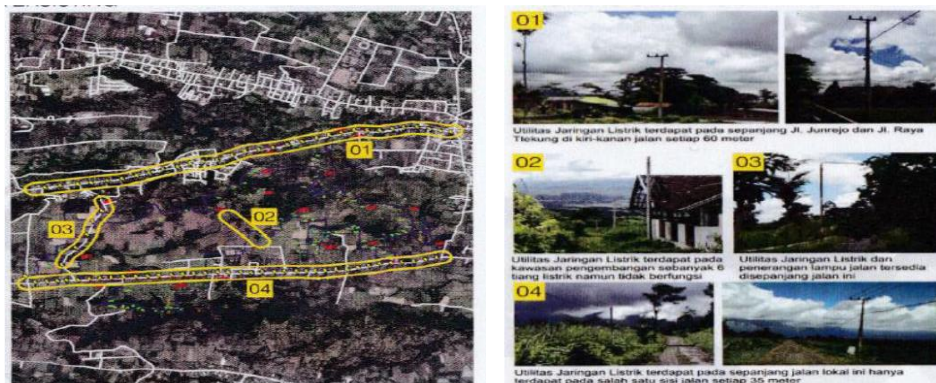 01
01
02
03
04
01
Utilitas Jaringan Listrik terdapat pada sepanjang Jl. Junrejo dan Jl. Raya
Tlekung di kiri-kanan jalan setiap 60 meter
02
Utilitas Jaringan Listrik terdapat pada
kawasan pengembangan sebanyak 6
tiang listrik namun tidak berfungsi
03
Utilitas Jaringan Listrik dan
penerangan lampu jalan tersedia
disepanjang jalan ini
04
Utilitas Jaringan Listrik terdapat pada sepanjang jalan lokal ini hanya
terdapat pada salah satu sisi jalan setiap 35 meter